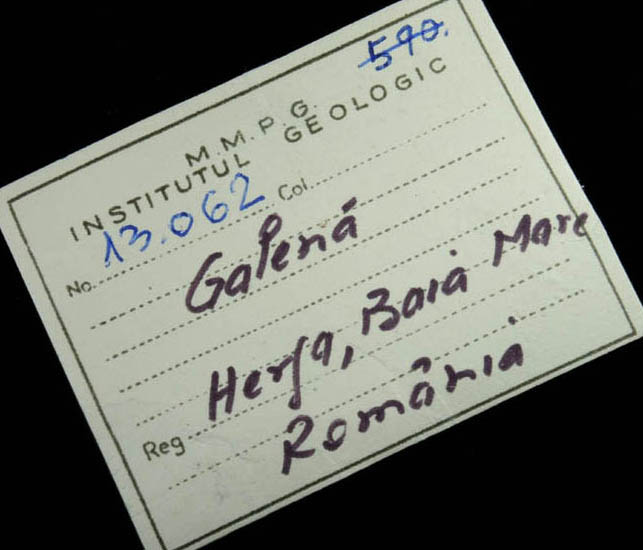 590.
M.M.P.G.
INSTITUTUL GEOLOGIC
No. 13.062 Col.
Galenă
Herja, Baia Mare
Reg
România